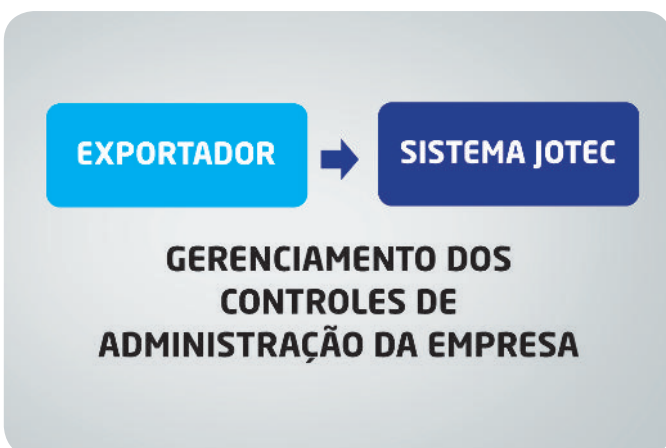 EXPORTADOR
SISTEMA JOTEC
GERENCIAMENTO DOS
CONTROLES DE
ADMINISTRAÇÃO DA EMPRESA